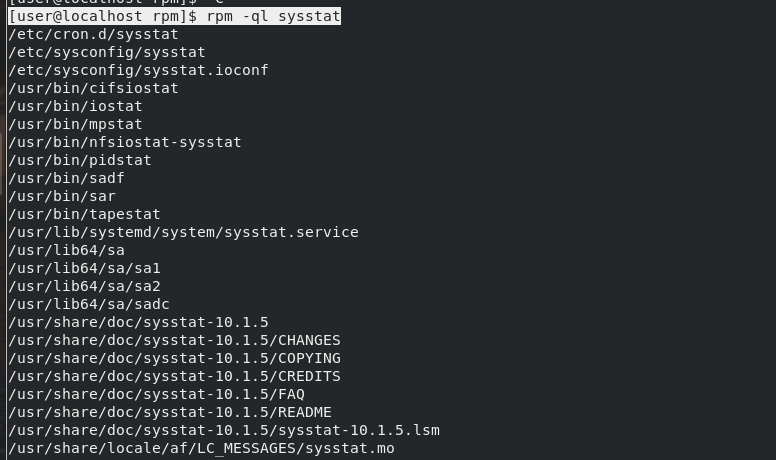 [user@localhost rpm]$ rpm -ql sysstat
/etc/cron.d/sysstat
/etc/sysconfig/sysstat
/etc/sysconfig/sysstat.ioconf
/usr/bin/cifsiostat
/usr/bin/iostat
/usr/bin/mpstat
/usr/bin/nfsiostat-sysstat
/usr/bin/pidstat
/usr/bin/sadf
/usr/bin/sar
/usr/bin/tapestat
/usr/lib/systemd/system/sysstat.service
/usr/lib64/sa
/usr/lib64/sa/sa1
/usr/lib64/sa/sa2
/usr/lib64/sa/sadc
/usr/share/doc/sysstat-10.1.5
/usr/share/doc/sysstat-10.1.5/CHANGES
/usr/share/doc/sysstat-10.1.5/COPYING
/usr/share/doc/sysstat-10.1.5/CREDITS
/usr/share/doc/sysstat-10.1.5/FAQ
/usr/share/doc/sysstat-10.1.5/README
/usr/share/doc/sysstat-10.1.5/sysstat-10.1.5.lsm
/usr/share/locale/af/LC_MESSAGES/sysstat.mo